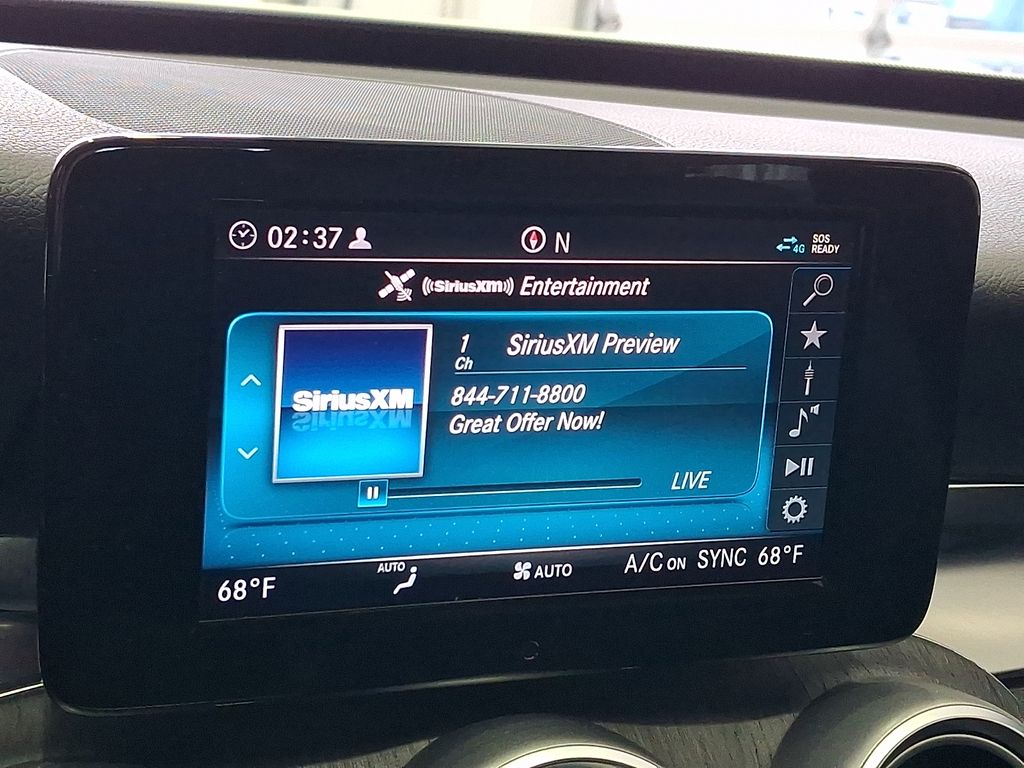 02:37 N 4G SOS READY
((SiriusXM)) Entertainment
SiriusXM
1 Ch SiriusXM Preview
844-711-8800
Great Offer Now!
LIVE
68°F AUTO AUTO A/C ON SYNC 68°F